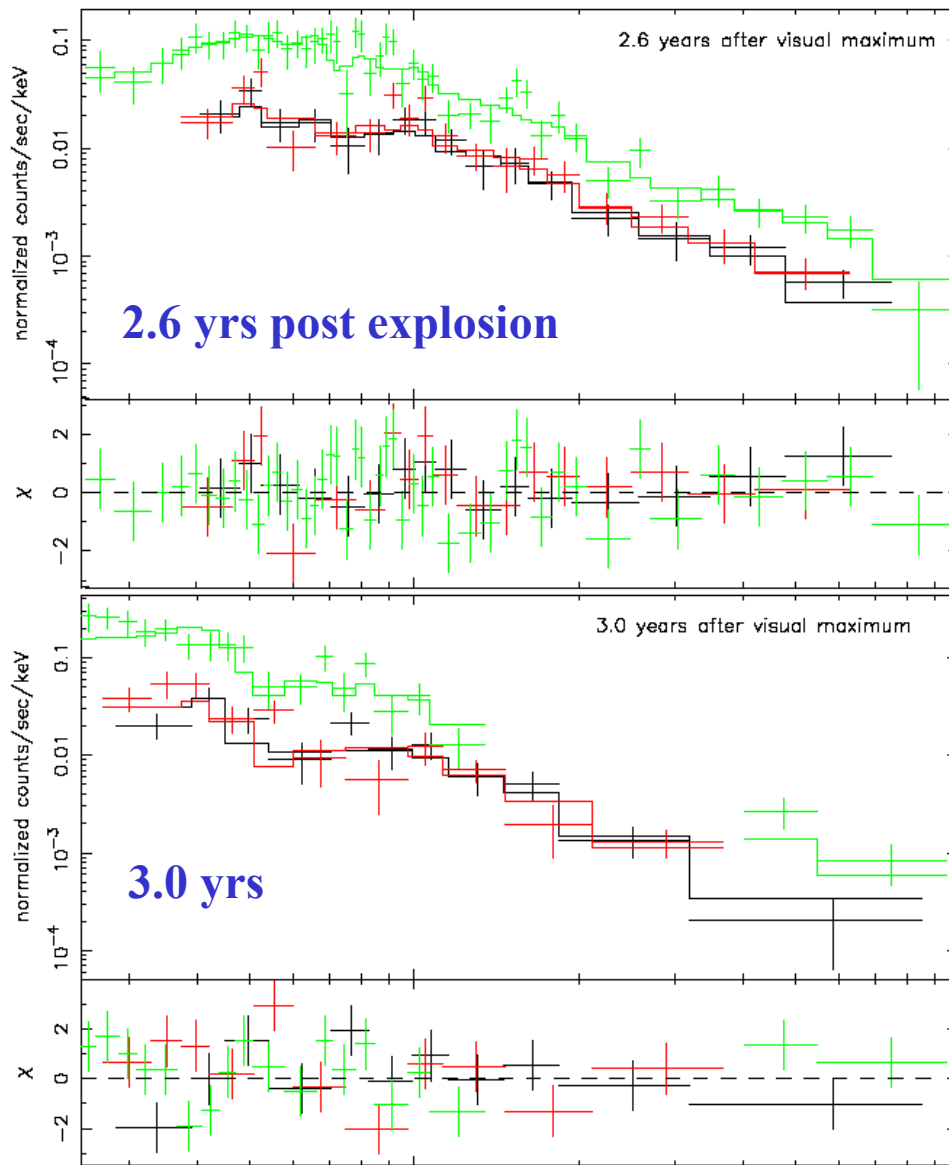 2.6 years after visual maximum
normalized counts/sec/keV
0.1
0.01
10⁻³
10⁻⁴
2.6 yrs post explosion
χ
2
0
−2
3.0 years after visual maximum
normalized counts/sec/keV
0.1
0.01
10⁻³
10⁻⁴
3.0 yrs
χ
2
0
−2